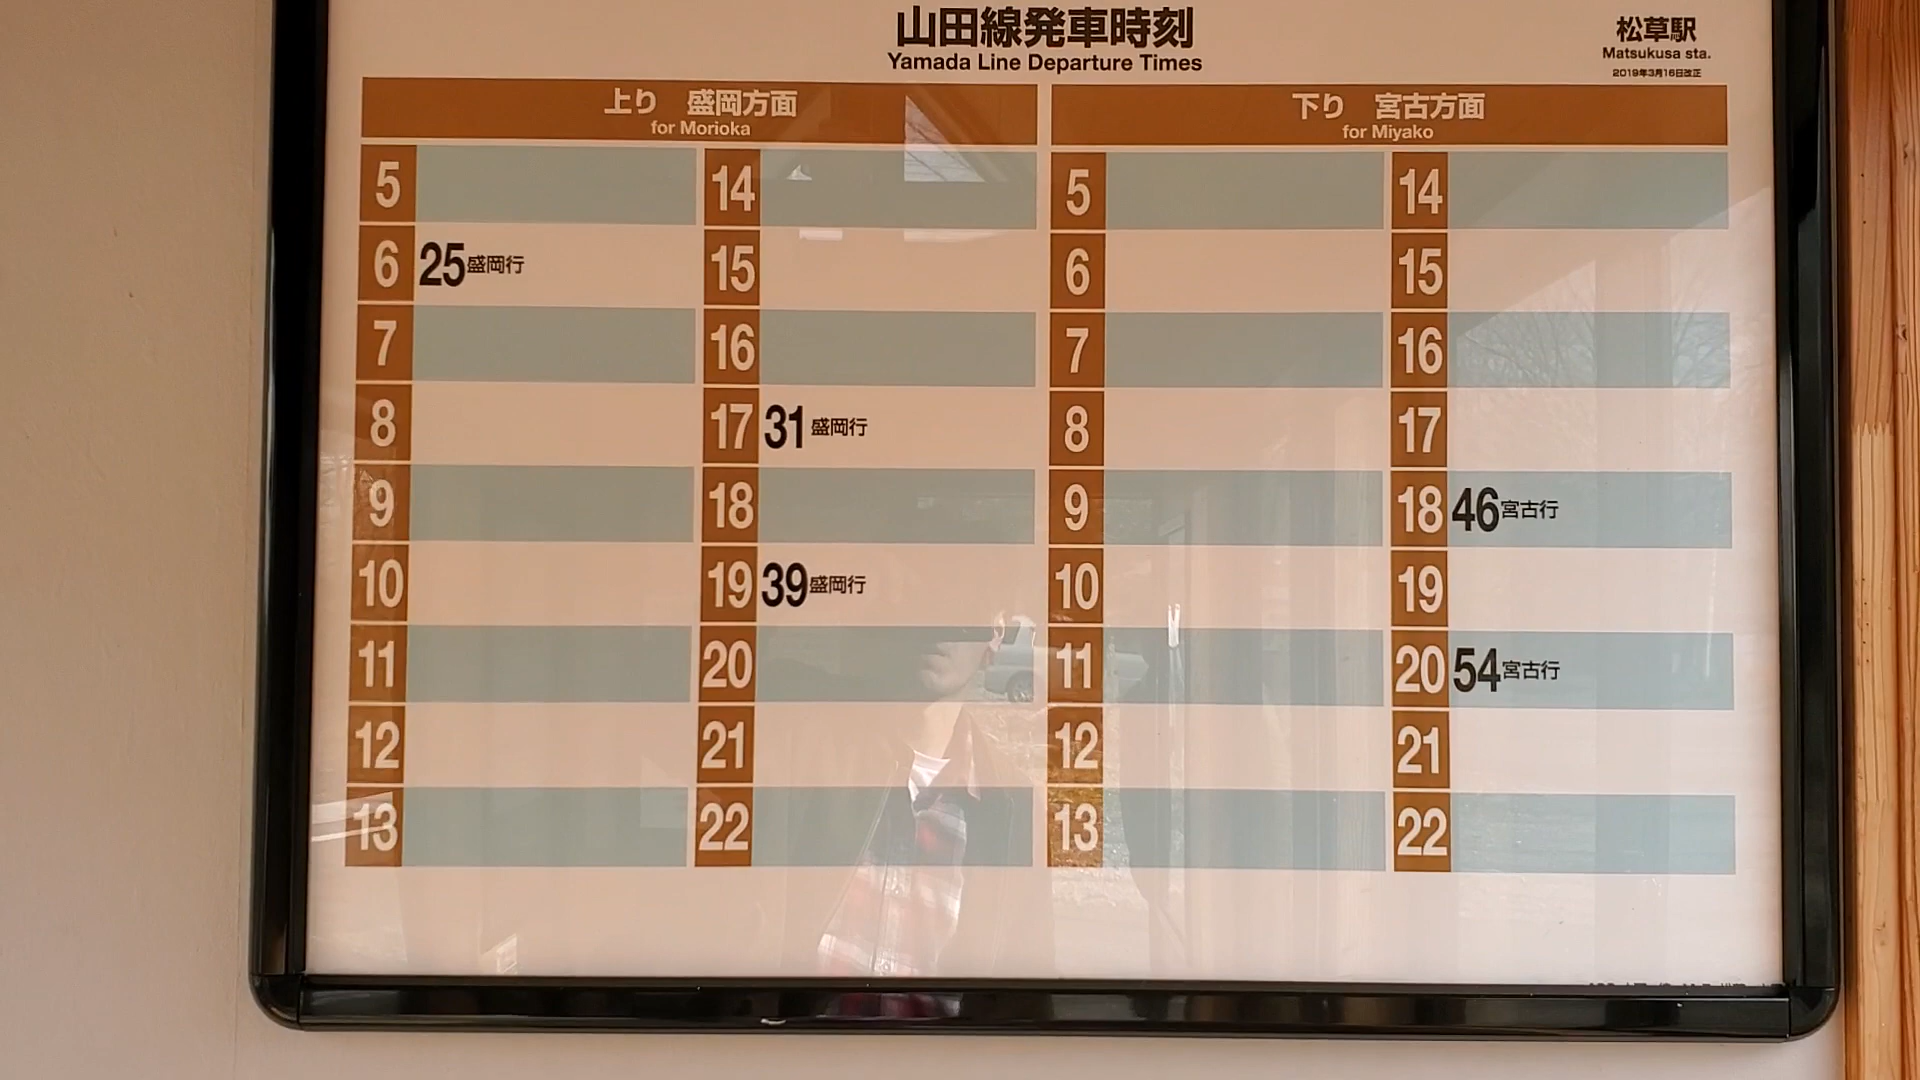 山田線発車時刻
Yamada Line Departure Times
松草駅
Matsukusa sta.
2019年3月16日改正
上り 盛岡方面
for Morioka
下り 宮古方面
for Miyako
5 14 5 14
6 25盛岡行 15 6 15
7 16 7 16
8 17 31盛岡行 8 17
9 18 9 18 46宮古行
10 19 39盛岡行 10 19
11 20 11 20 54宮古行
12 21 12 21
13 22 13 22